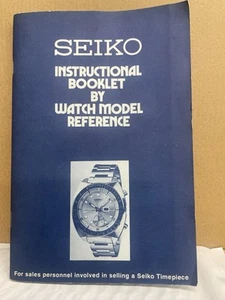 SEIKO
INSTRUCTIONAL
BOOKLET
BY
WATCH MODEL
REFERENCE
For sales personnel involved in selling a Seiko Timepiece